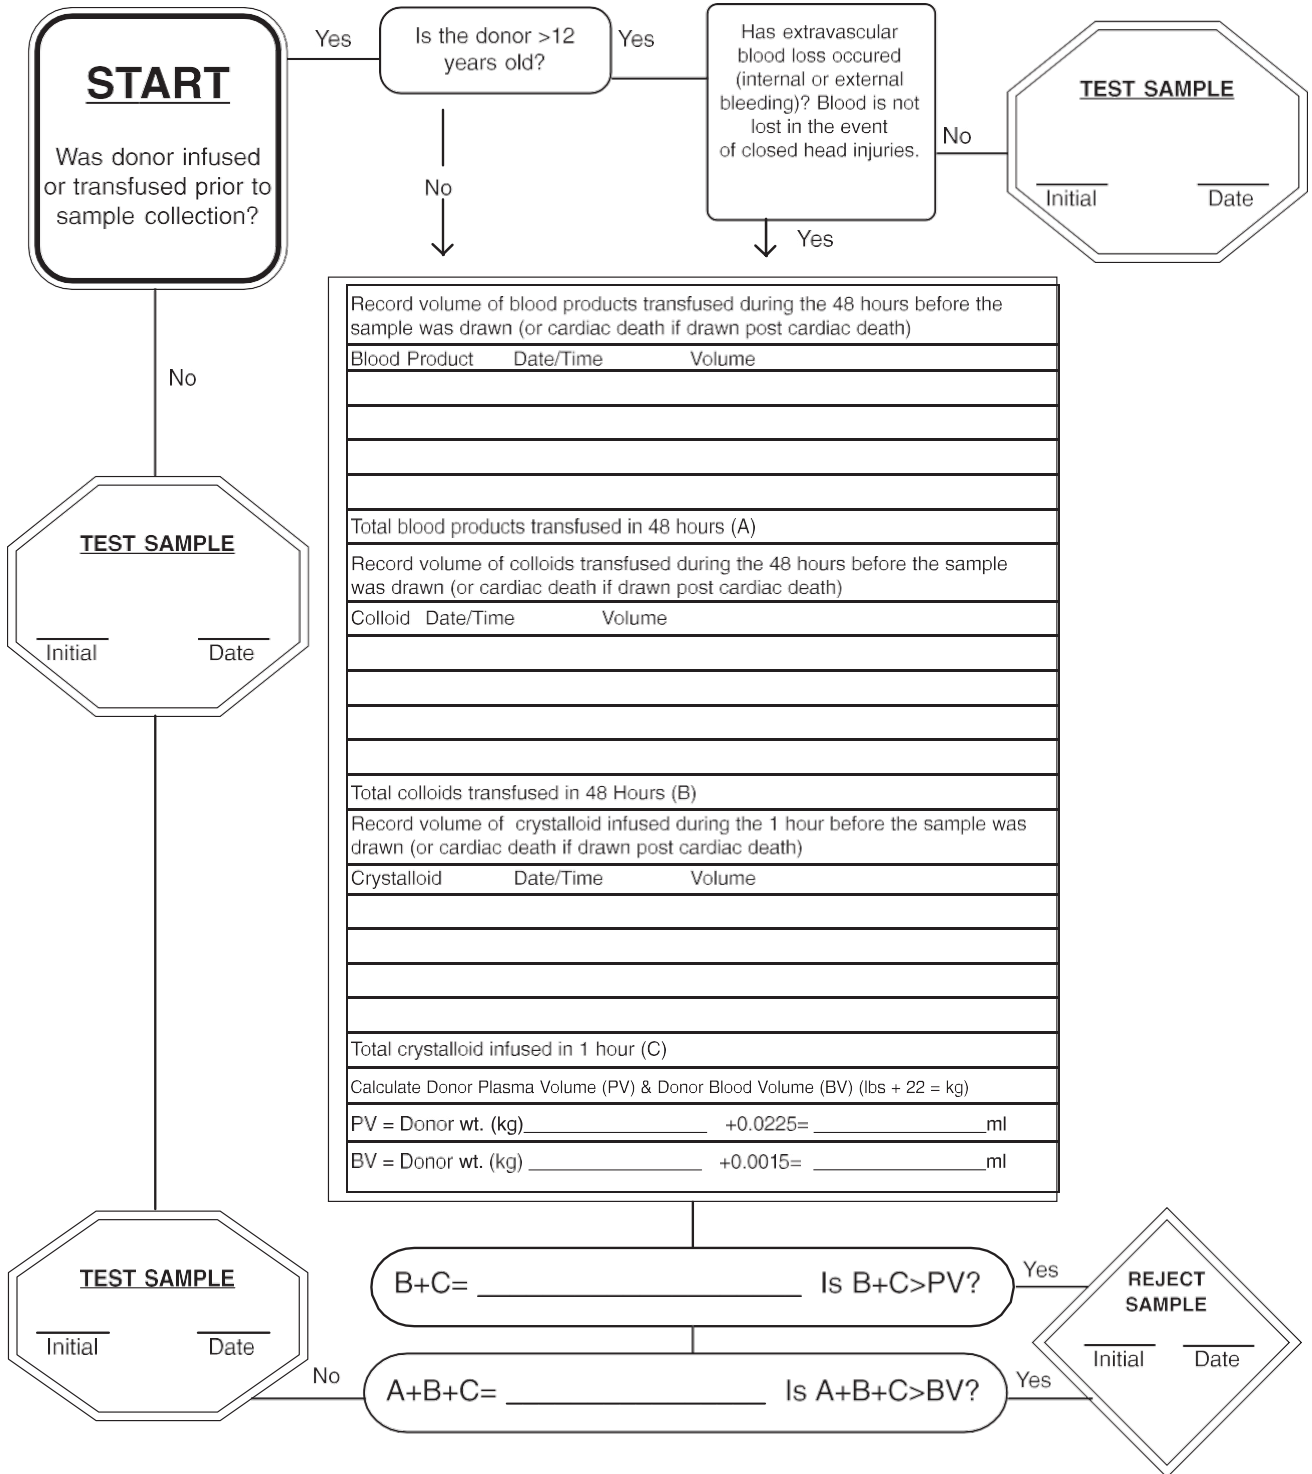 START
Was donor infused
or transfused prior to
sample collection?
Yes
Is the donor >12
years old?
Yes
No
Has extravascular
blood loss occured
(internal or external
bleeding)? Blood is not
lost in the event
of closed head injuries.
No
Yes
TEST SAMPLE
Initial Date
No
TEST SAMPLE
Initial Date
Record volume of blood products transfused during the 48 hours before the
sample was drawn (or cardiac death if drawn post cardiac death)
Blood Product Date/Time Volume
Total blood products transfused in 48 hours (A)
Record volume of colloids transfused during the 48 hours before the sample
was drawn (or cardiac death if drawn post cardiac death)
Colloid Date/Time Volume
Total colloids transfused in 48 Hours (B)
Record volume of crystalloid infused during the 1 hour before the sample was
drawn (or cardiac death if drawn post cardiac death)
Crystalloid Date/Time Volume
Total crystalloid infused in 1 hour (C)
Calculate Donor Plasma Volume (PV) & Donor Blood Volume (BV) (lbs + 22 = kg)
PV = Donor wt. (kg)________________ +0.0225= ________________ml
BV = Donor wt. (kg) ________________ +0.0015= ________________ml
B+C= ________________ Is B+C>PV?
Yes
A+B+C= ________________ Is A+B+C>BV?
Yes
No
TEST SAMPLE
Initial Date
REJECT
SAMPLE
Initial Date